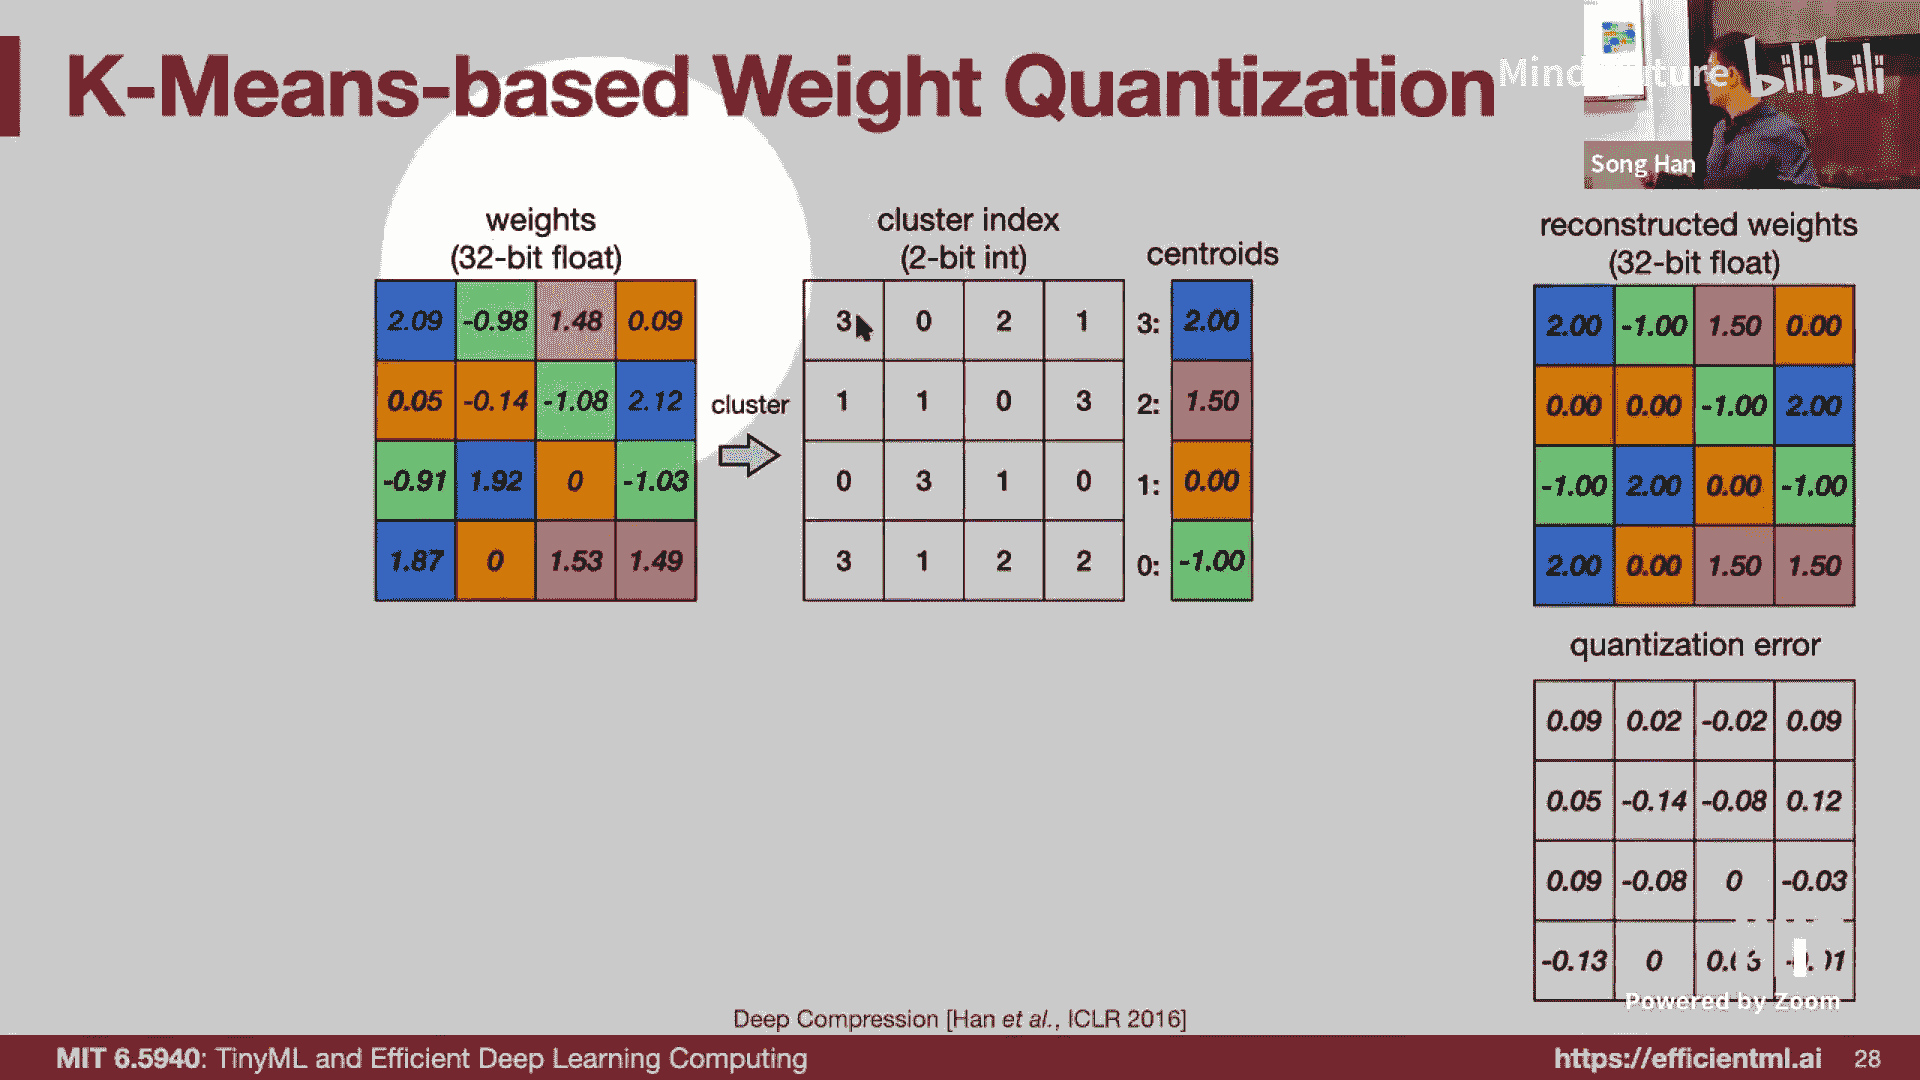 K-Means-based Weight Quantization
bilibili
Song Han
weights
(32-bit float)
cluster index
(2-bit int)
centroids
reconstructed weights
(32-bit float)
2.09 -0.98 1.48 0.09
0.05 -0.14 -1.08 2.12
-0.91 1.92 0 -1.03
1.87 0 1.53 1.49
cluster
3 0 2 1
1 1 0 3
0 3 1 0
3 1 2 2
3: 2.00
2: 1.50
1: 0.00
0: -1.00
2.00 -1.00 1.50 0.00
0.00 0.00 -1.00 2.00
-1.00 2.00 0.00 -1.00
2.00 0.00 1.50 1.50
quantization error
0.09 0.02 -0.02 0.09
0.05 -0.14 -0.08 0.12
0.09 -0.08 0 -0.03
-0.13 0
Powered by Zoom
Deep Compression [Han et al., ICLR 2016]
MIT 6.5940: TinyML and Efficient Deep Learning Computing
https://efficientml.ai 28